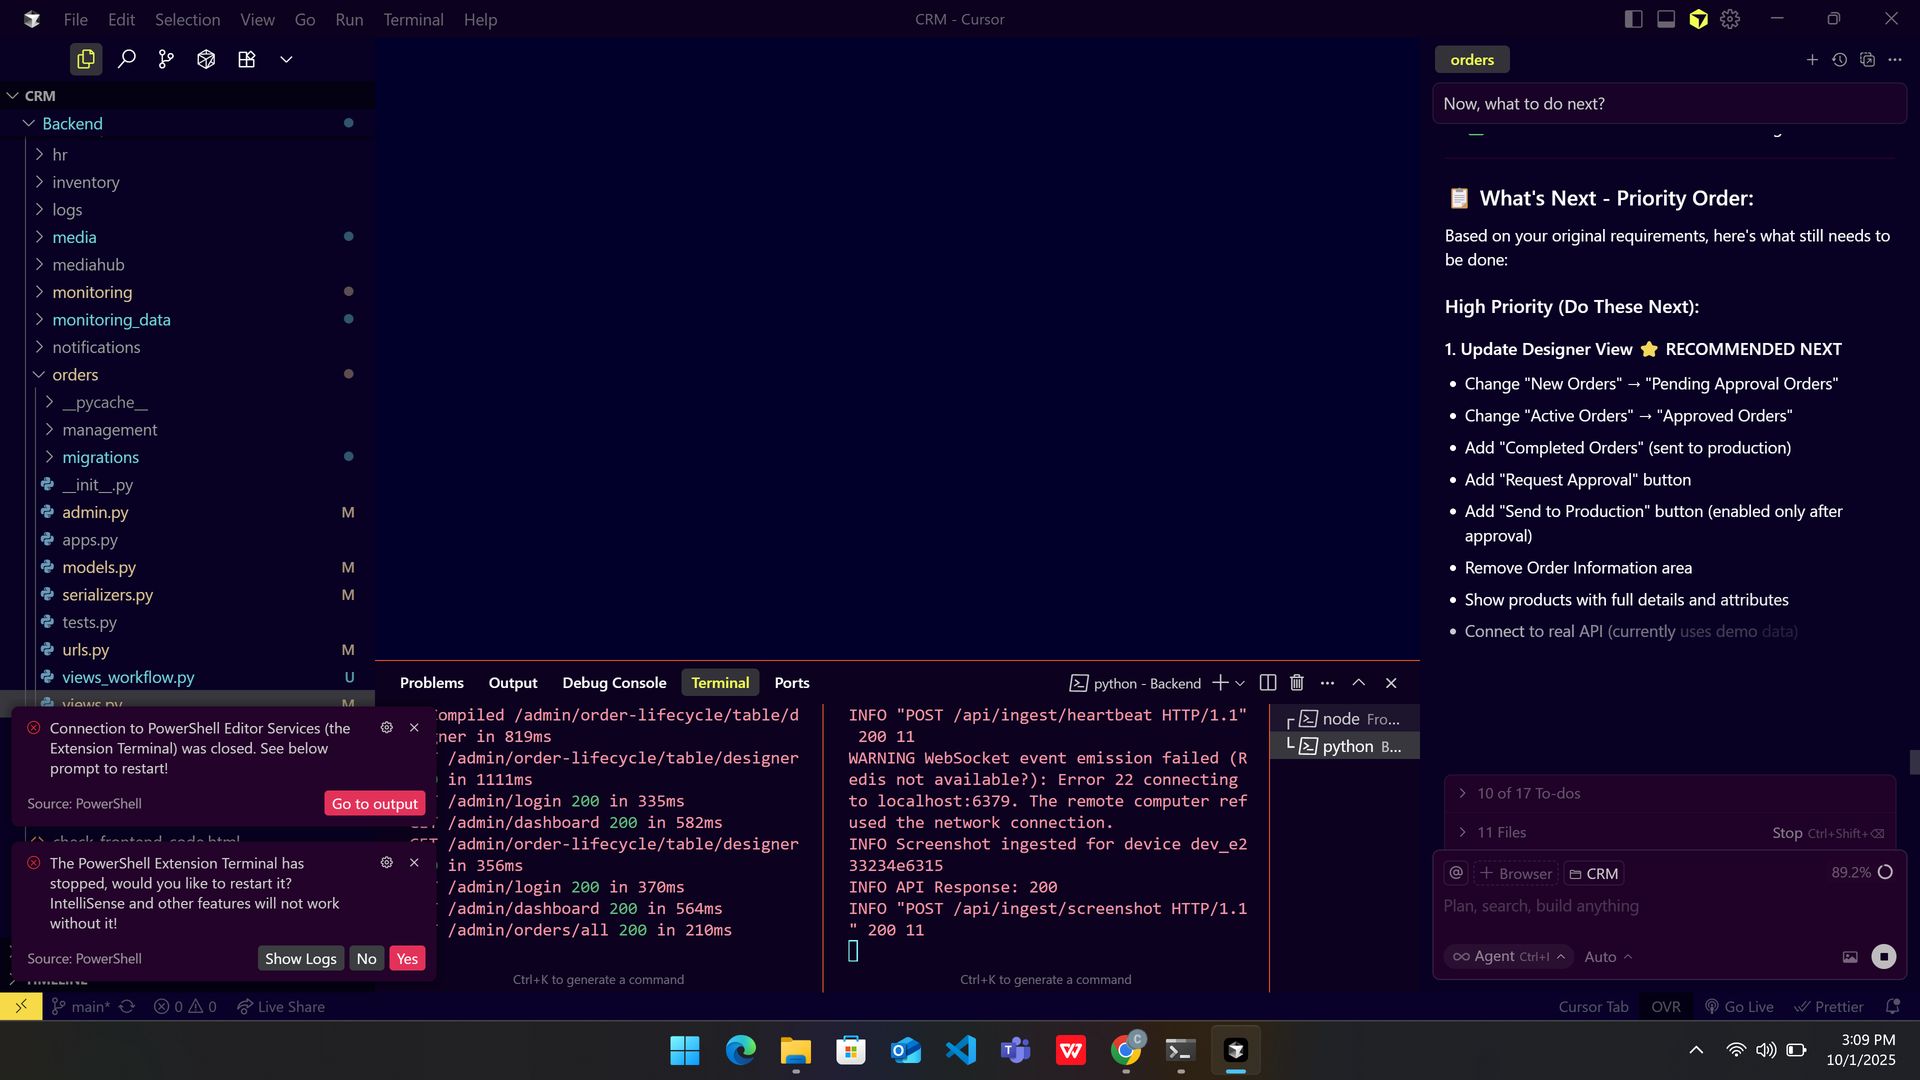 File Edit Selection View Go Run Terminal Help
CRM - Cursor
CRM
Backend
hr
inventory
logs
media
mediahub
monitoring
monitoring_data
notifications
orders
__pycache__
management
migrations
__init__.py
admin.py M
apps.py
models.py M
serializers.py M
tests.py
urls.py M
views_workflow.py U
views.py M
check_frontend_code.html
TIMELINE
Connection to PowerShell Editor Services (the
Extension Terminal) was closed. See below
prompt to restart!
Source: PowerShell
Go to output
The PowerShell Extension Terminal has
stopped, would you like to restart it?
IntelliSense and other features will not work
without it!
Source: PowerShell
Show Logs No Yes
Problems Output Debug Console Terminal Ports
python - Backend
ompiled /admin/order-lifecycle/table/d
gner in 819ms
/admin/order-lifecycle/table/designer
in 1111ms
/admin/login 200 in 335ms
/admin/dashboard 200 in 582ms
/admin/order-lifecycle/table/designer
in 356ms
/admin/login 200 in 370ms
/admin/dashboard 200 in 564ms
/admin/orders/all 200 in 210ms
Ctrl+K to generate a command
INFO "POST /api/ingest/heartbeat HTTP/1.1"
200 11
WARNING WebSocket event emission failed (R
edis not available?): Error 22 connecting
to localhost:6379. The remote computer ref
used the network connection.
INFO Screenshot ingested for device dev_e2
33234e6315
INFO API Response: 200
INFO "POST /api/ingest/screenshot HTTP/1.1
" 200 11
Ctrl+K to generate a command
node Fro...
python B...
orders
Now, what to do next?
What's Next - Priority Order:
Based on your original requirements, here's what still needs to
be done:
High Priority (Do These Next):
1. Update Designer View ⭐ RECOMMENDED NEXT
• Change "New Orders" → "Pending Approval Orders"
• Change "Active Orders" → "Approved Orders"
• Add "Completed Orders" (sent to production)
• Add "Request Approval" button
• Add "Send to Production" button (enabled only after
approval)
• Remove Order Information area
• Show products with full details and attributes
• Connect to real API (currently uses demo data)
10 of 17 To-dos
11 Files
Stop Ctrl+Shift+⌫
@ + Browser CRM 89.2%
Plan, search, build anything
Agent Ctrl+I Auto
main* 0 0 Live Share
Cursor Tab OVR Go Live Prettier
3:09 PM
10/1/2025